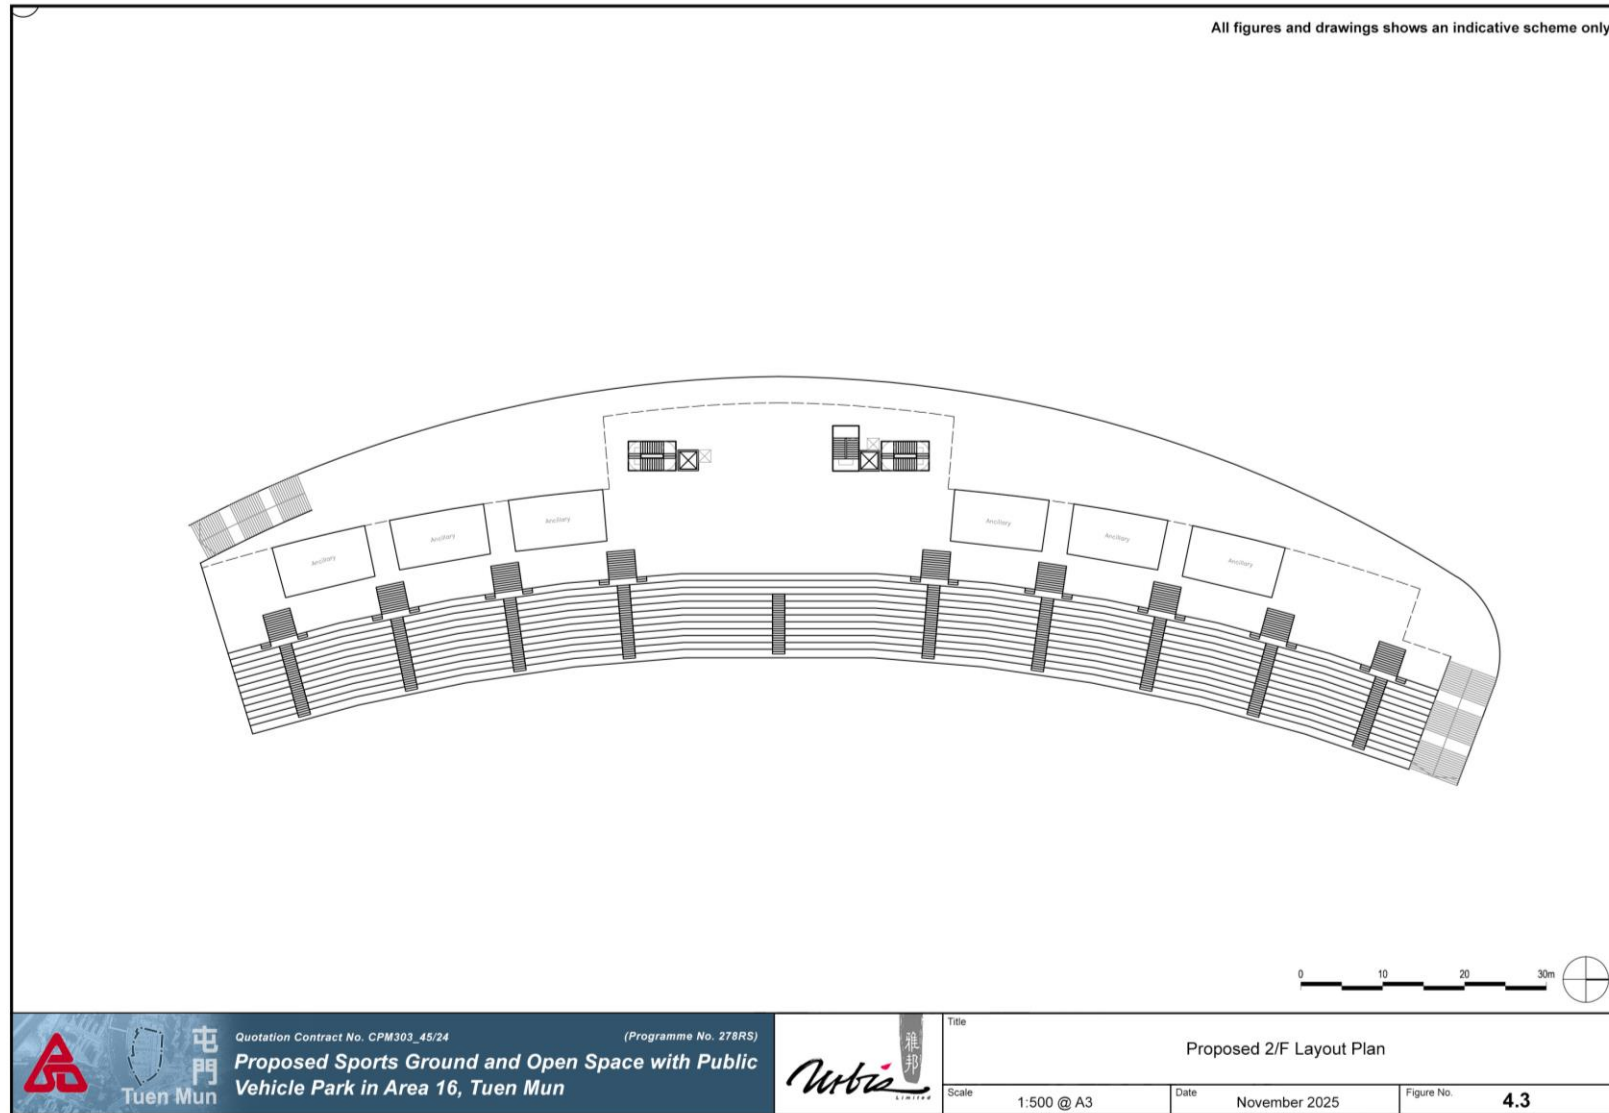 All figures and drawings shows an indicative scheme only
Ancillary
Ancillary
Ancillary
Ancillary
Ancillary
Ancillary
0 10 20 30m
屯門
Tuen Mun
Quotation Contract No. CPM303_45/24 (Programme No. 278RS)
Proposed Sports Ground and Open Space with Public
Vehicle Park in Area 16, Tuen Mun
urbis
雅邦
Limited
Title
Proposed 2/F Layout Plan
Scale
1:500 @ A3
Date
November 2025
Figure No.
4.3